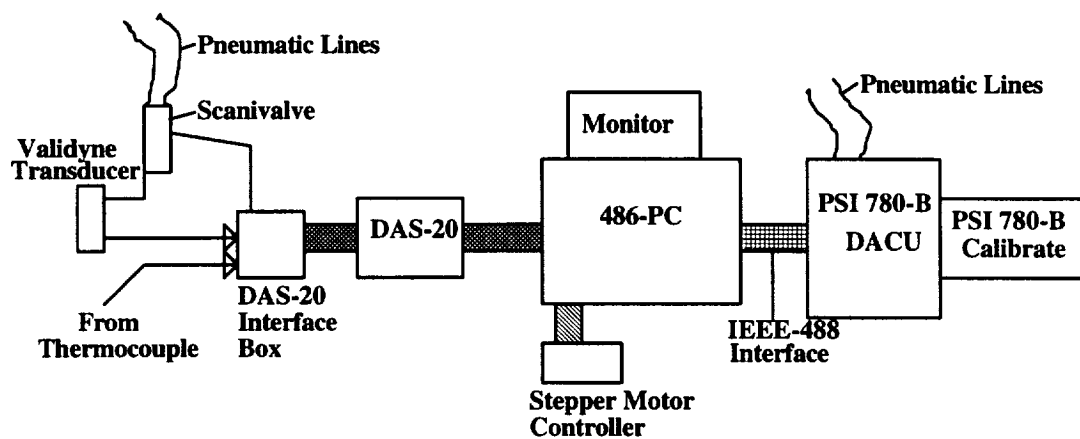 Pneumatic Lines
Scanivalve
Validyne
Transducer
DAS-20
Interface
Box
From
Thermocouple
DAS-20
Monitor
486-PC
Stepper Motor
Controller
IEEE-488
Interface
Pneumatic
Lines
PSI 780-B
DACU
PSI 780-B
Calibrate